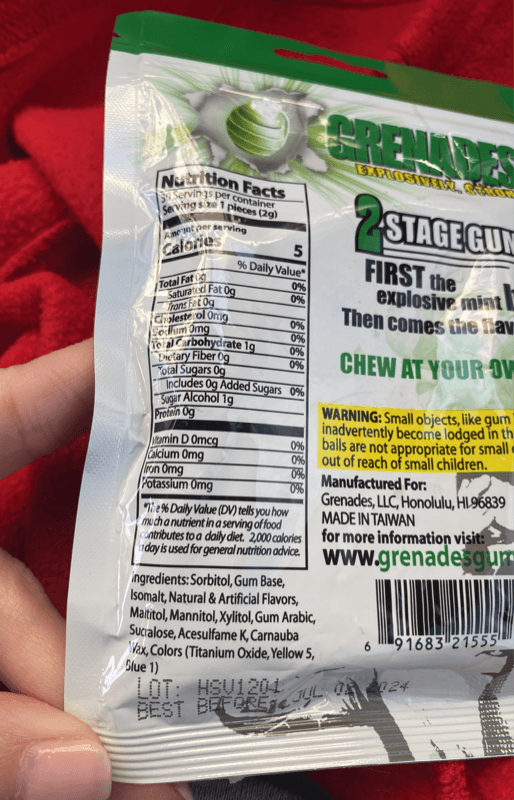 GRENADES
EXPLOSIVELY
2 STAGE GUM
FIRST the
explosive mint
Then comes the
CHEW AT YOUR
Nutrition Facts
Servings per container
Serving size 1 pieces (2g)
Amount per serving
Calories 5
% Daily Value*
Total Fat 0g 0%
Saturated Fat 0g 0%
Trans Fat 0g
Cholesterol 0mg 0%
Sodium 0mg 0%
Total Carbohydrate 1g 0%
Dietary Fiber 0g 0%
Total Sugars 0g
Includes 0g Added Sugars 0%
Sugar Alcohol 1g
Protein 0g
Vitamin D 0mcg 0%
Calcium 0mg 0%
Iron 0mg 0%
Potassium 0mg 0%
*The % Daily Value (DV) tells you how
much a nutrient in a serving of food
contributes to a daily diet. 2,000 calories
a day is used for general nutrition advice.
Ingredients: Sorbitol, Gum Base,
Isomalt, Natural & Artificial Flavors,
Maltitol, Mannitol, Xylitol, Gum Arabic,
Sucralose, Acesulfame K, Carnauba
Wax, Colors (Titanium Oxide, Yellow 5,
Blue 1)
LOT: HSV1204
BEST BEFORE: JUL 2024
WARNING: Small objects, like gum
inadvertently become lodged in
balls are not appropriate for small
out of reach of small children.
Manufactured For:
Grenades, LLC, Honolulu, HI 96839
MADE IN TAIWAN
for more information visit:
www.grenadesgum
6 91683 21555